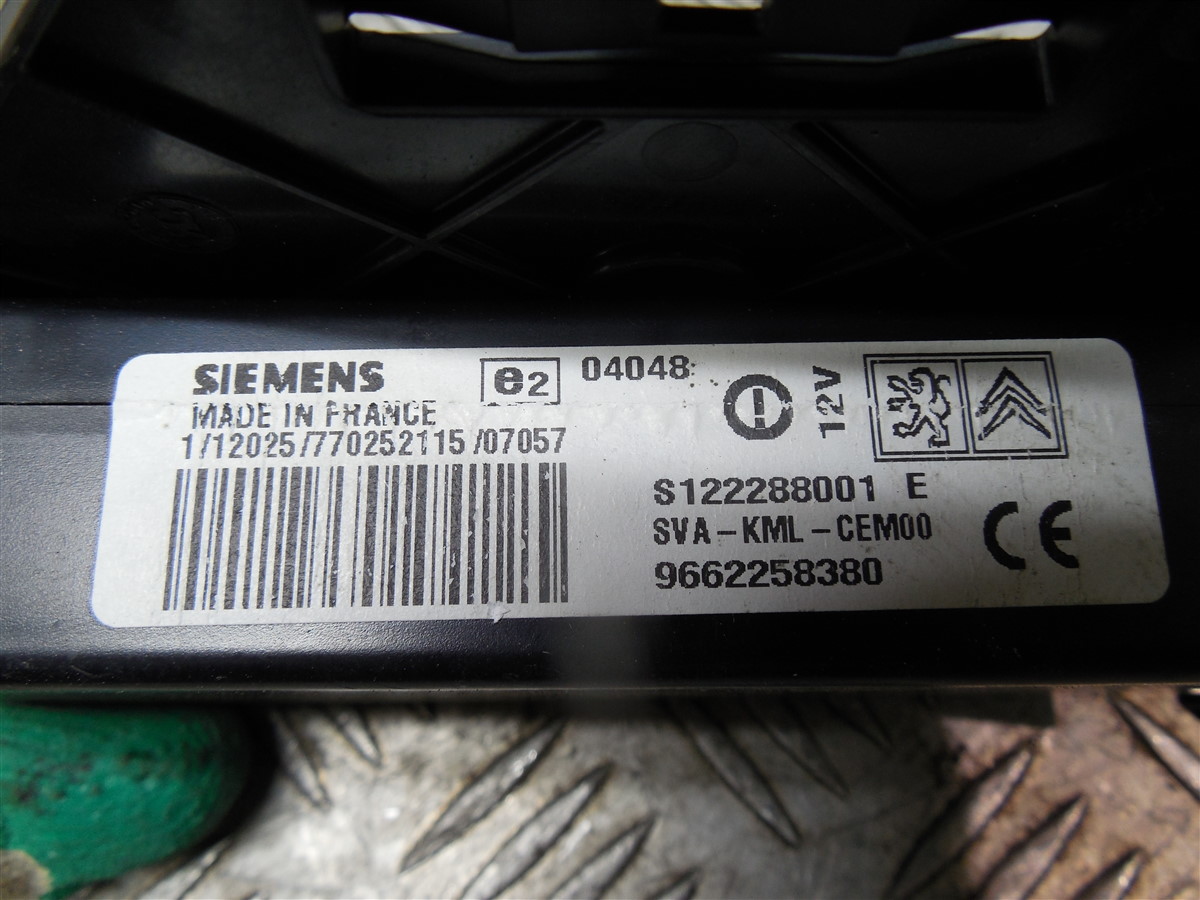 SIEMENS e2 04048
MADE IN FRANCE
1/12025/770252115/07057
12V
S122288001 E
SVA-KML-CEM00
9662258380
CE